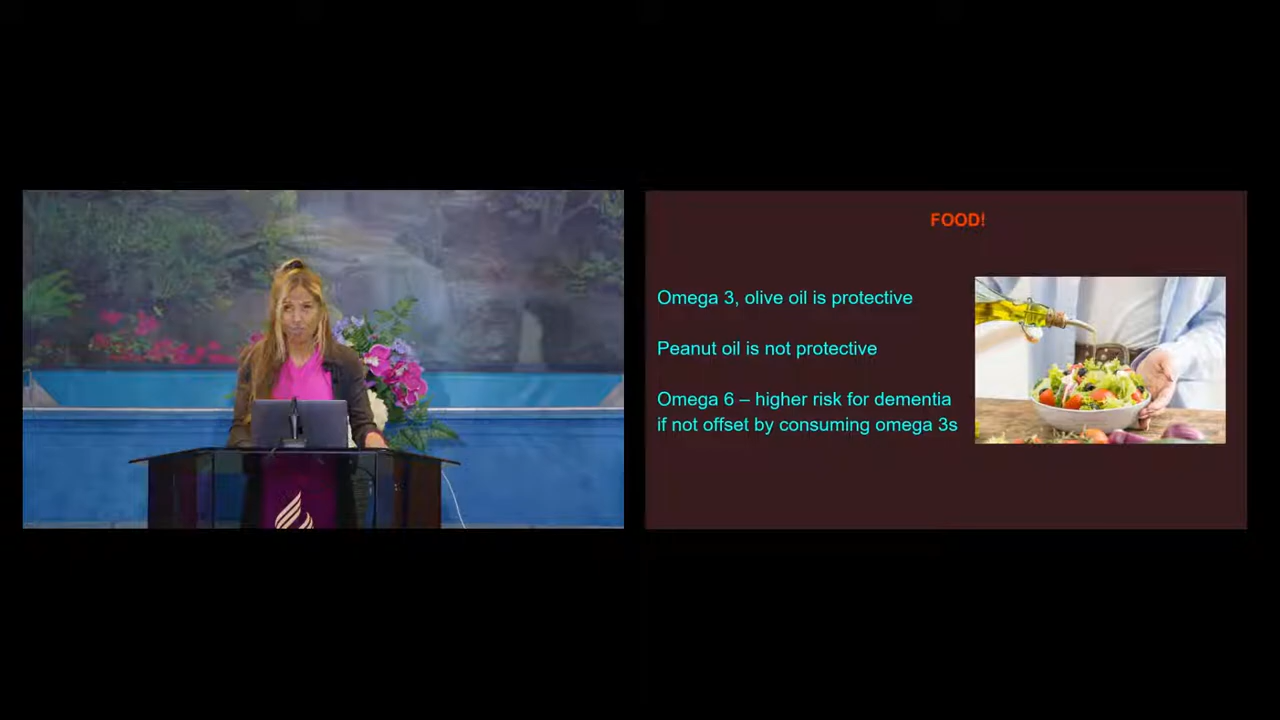 FOOD!
Omega 3, olive oil is protective
Peanut oil is not protective
Omega 6 – higher risk for dementia
if not offset by consuming omega 3s